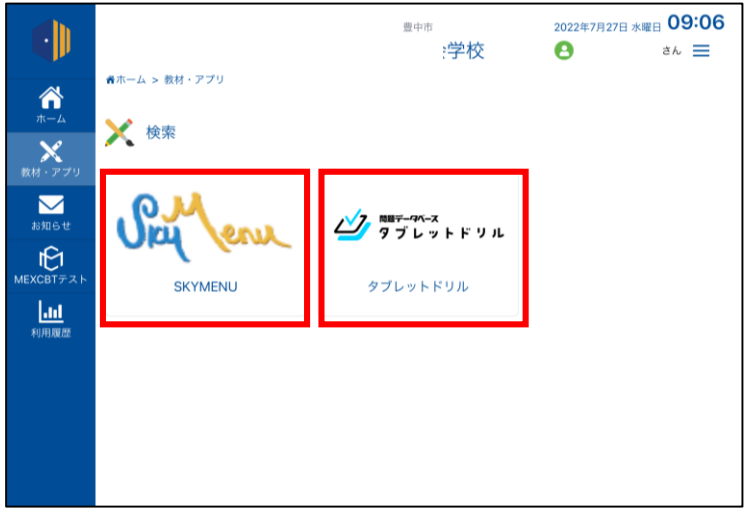 豊中市
2022年7月27日 水曜日 09:06
学校
さん
ホーム > 教材・アプリ
検索
ホーム
教材・アプリ
お知らせ
MEXCBTテスト
利用履歴
Sky Menu
SKYMENU
問題データベース
タブレットドリル
タブレットドリル